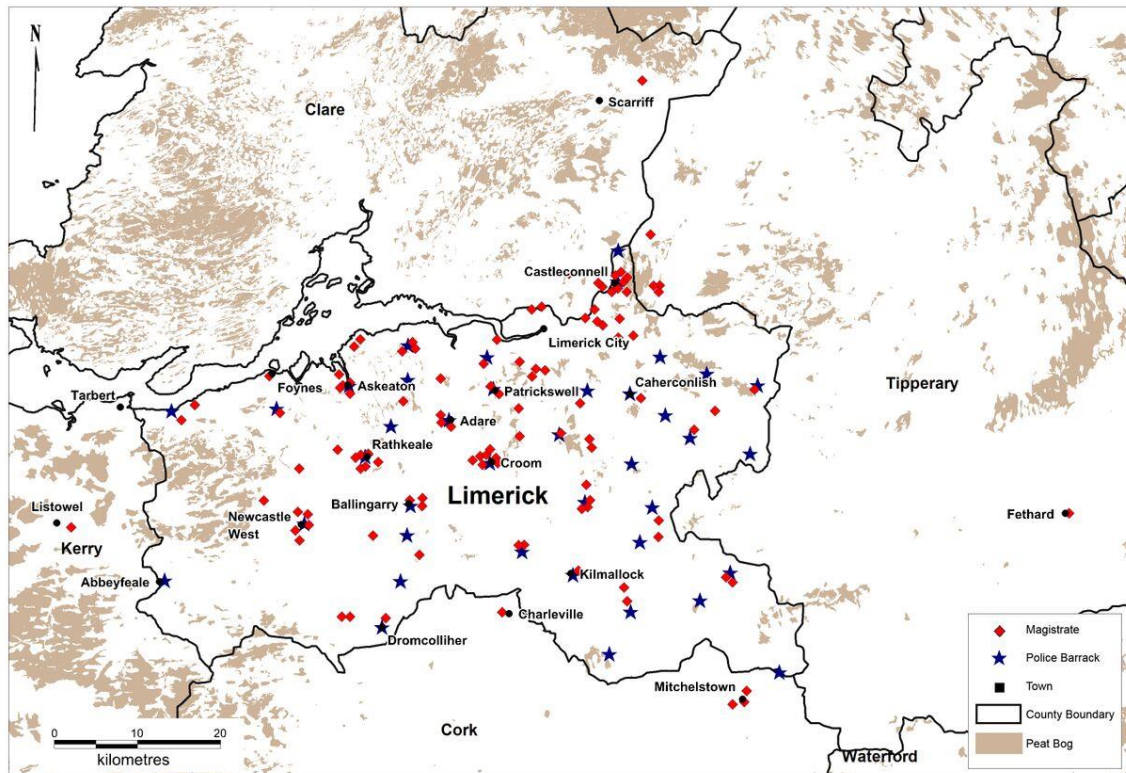 N
Scarriff
Clare
Castleconnell
Limerick City
Foynes
Askeaton
Patrickswell
Caherconlish
Tipperary
Tarbert
Adare
Rathkeale
Croom
Limerick
Ballingarry
Listowel
Newcastle
West
Fethard
Kerry
Abbeyfeale
Kilmallock
Charleville
Dromcolliher
Mitchelstown
Cork
Waterford
Magistrate
Police Barrack
Town
County Boundary
Peat Bog
0 10 20
kilometres